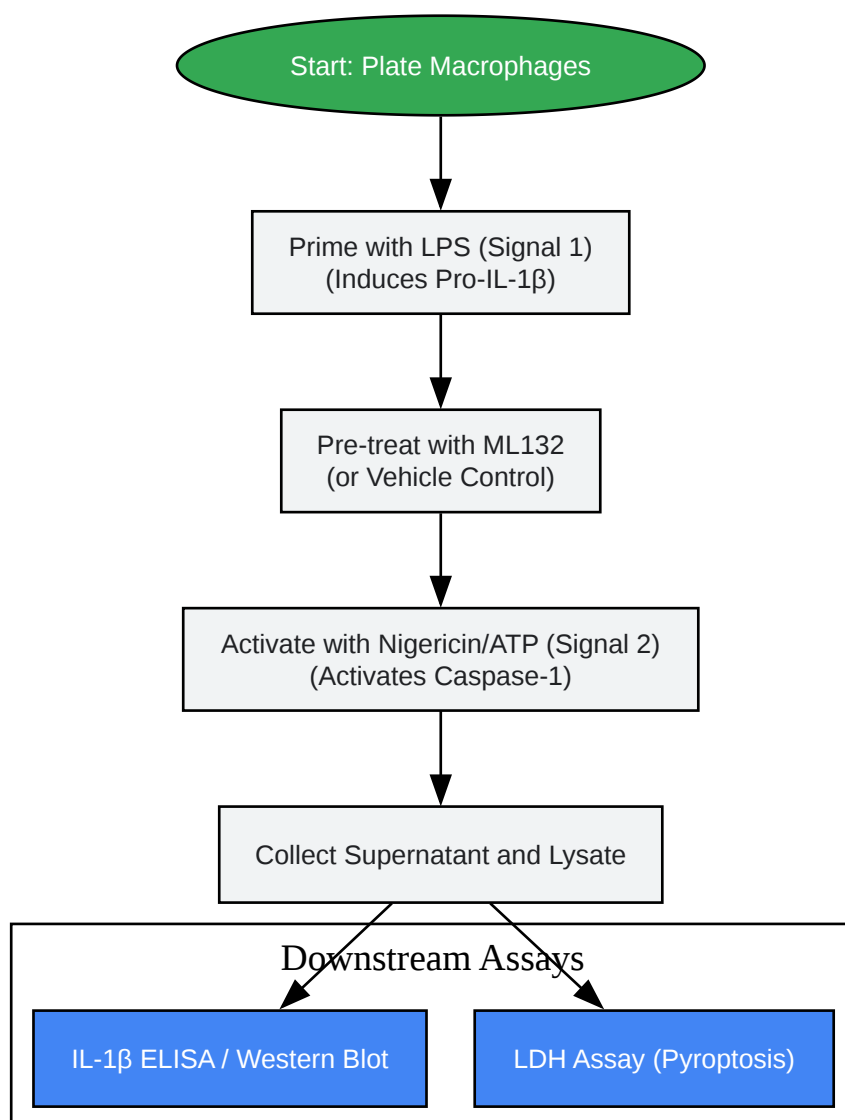 Start: Plate Macrophages
Prime with LPS (Signal 1)
(Induces Pro-IL-1β)
Pre-treat with ML132
(or Vehicle Control)
Activate with Nigericin/ATP (Signal 2)
(Activates Caspase-1)
Collect Supernatant and Lysate
Downstream Assays
IL-1β ELISA / Western Blot
LDH Assay (Pyroptosis)